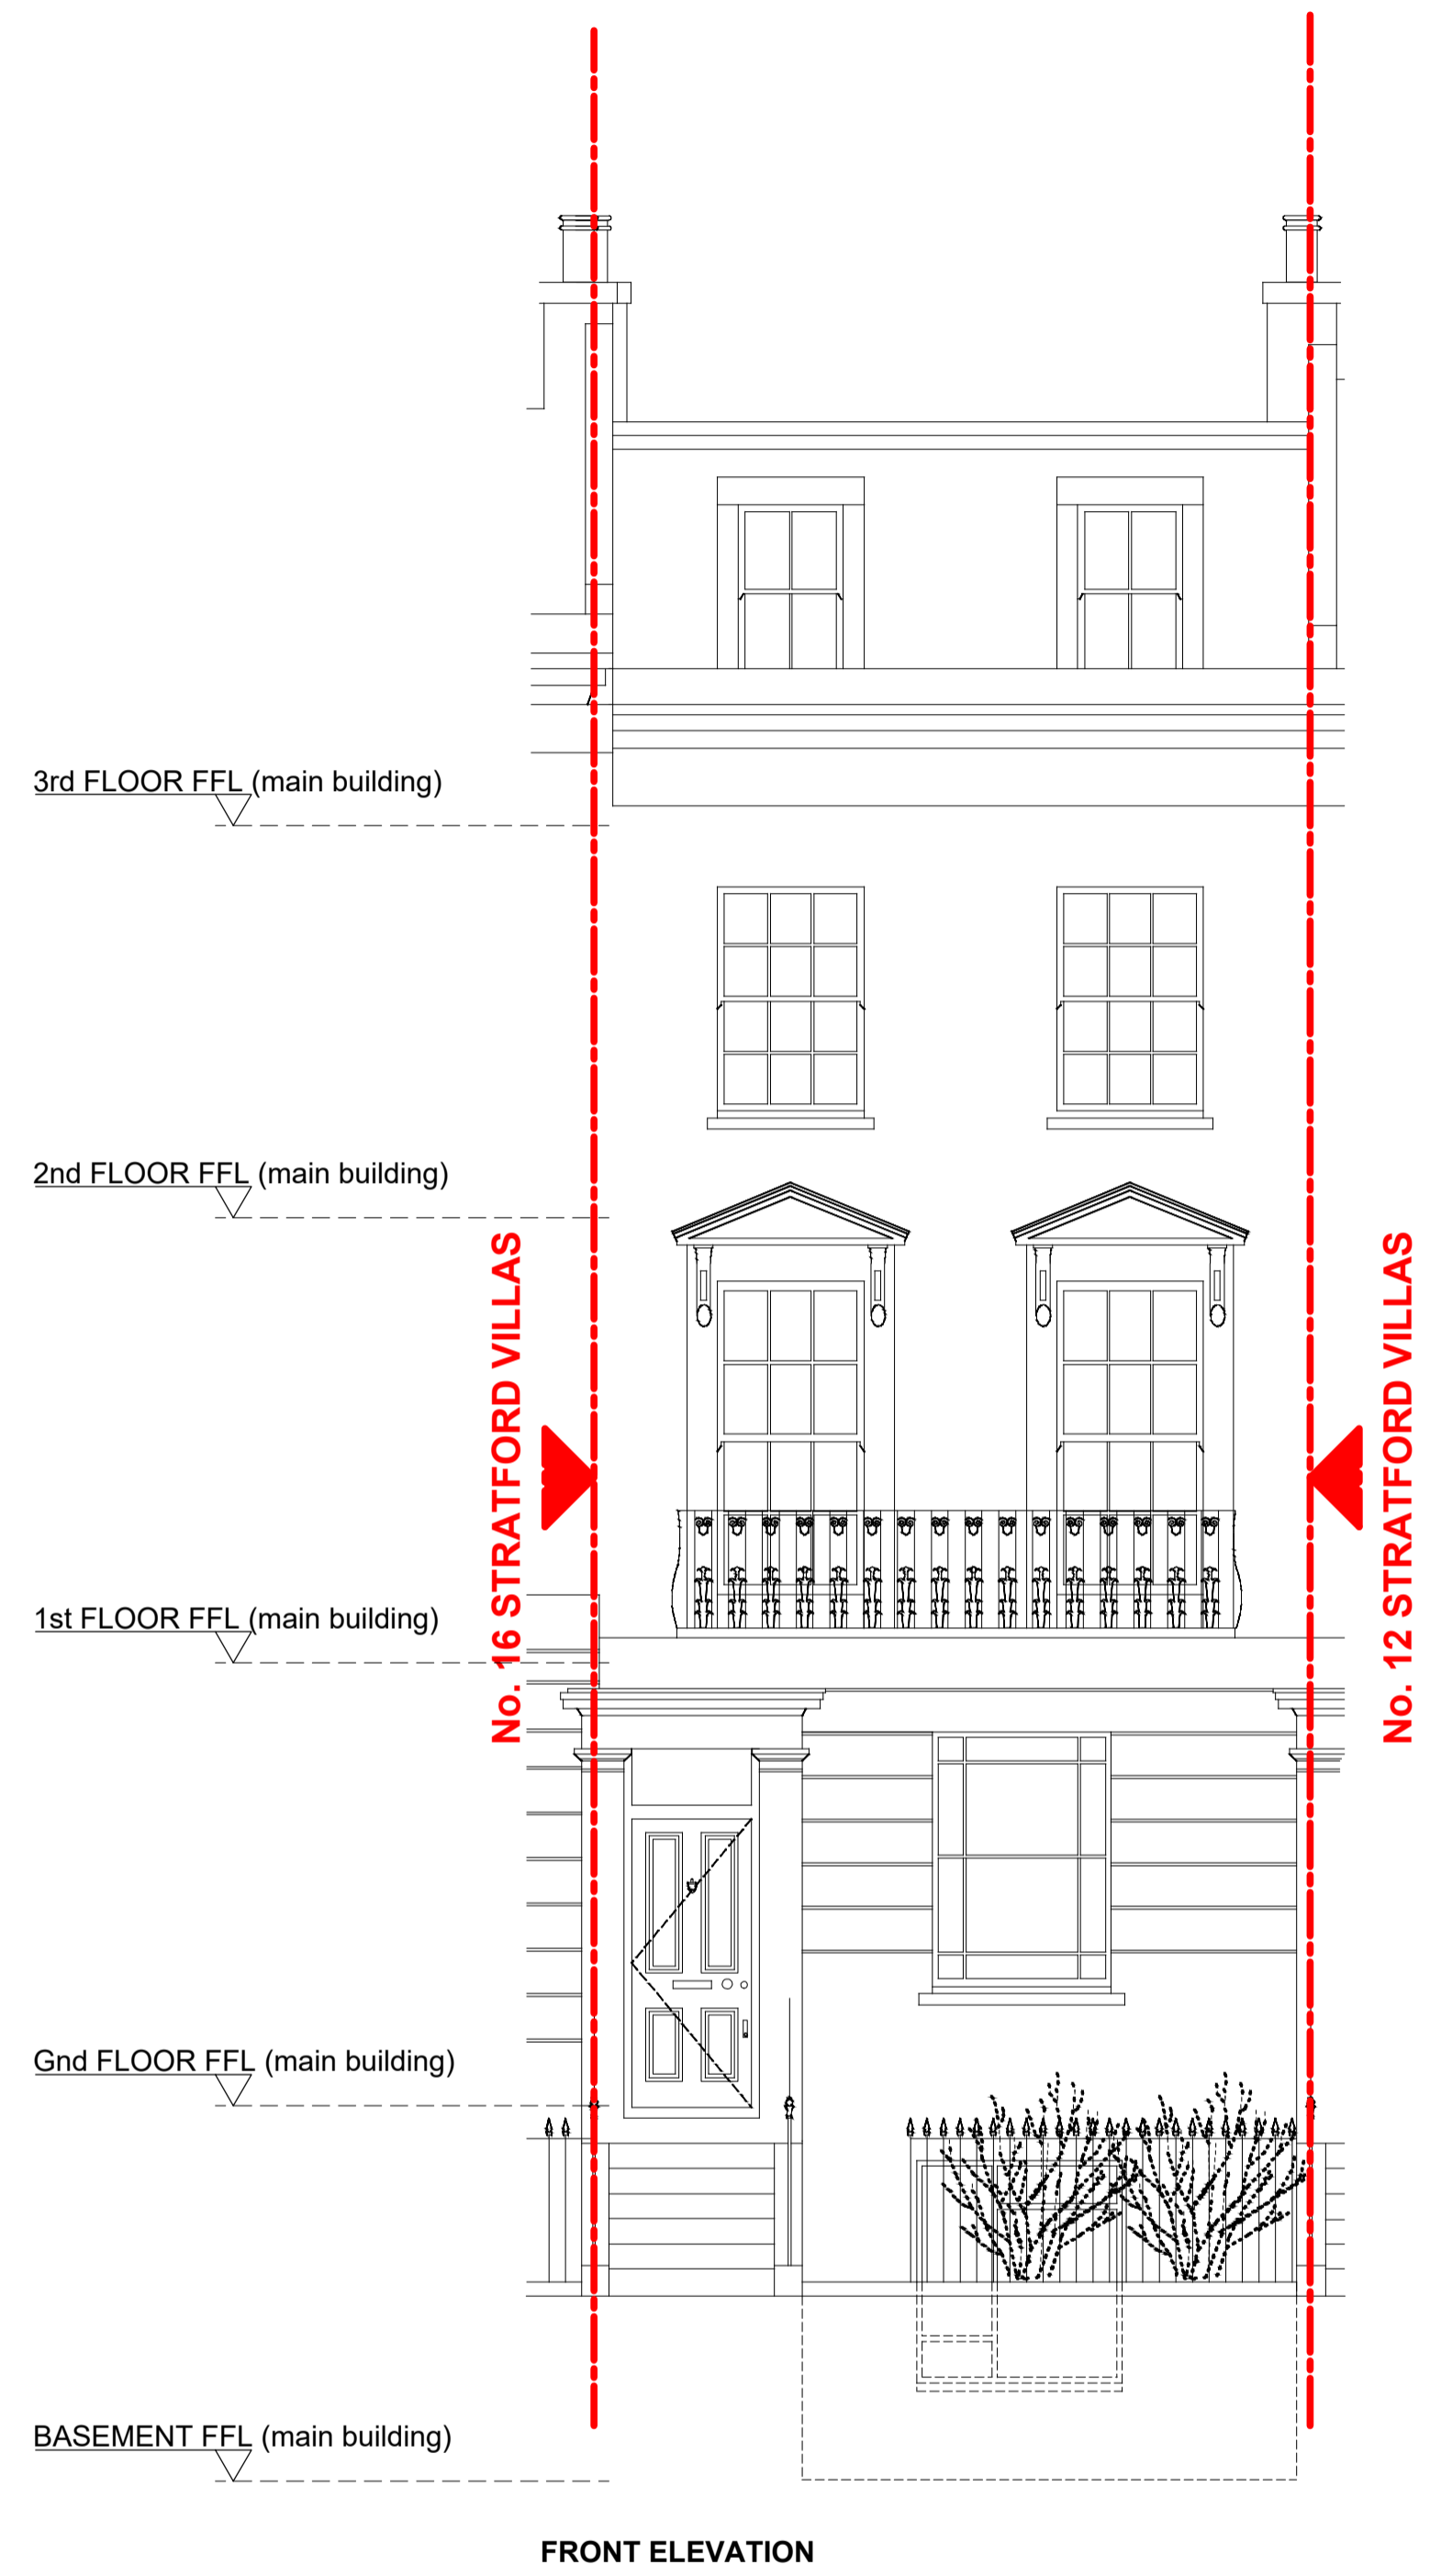 3rd FLOOR FFL (main building)
2nd FLOOR FFL (main building)
No. 16 STRATFORD VILLAS
No. 12 STRATFORD VILLAS
1st FLOOR FFL (main building)
Gnd FLOOR FFL (main building)
BASEMENT FFL (main building)
FRONT ELEVATION